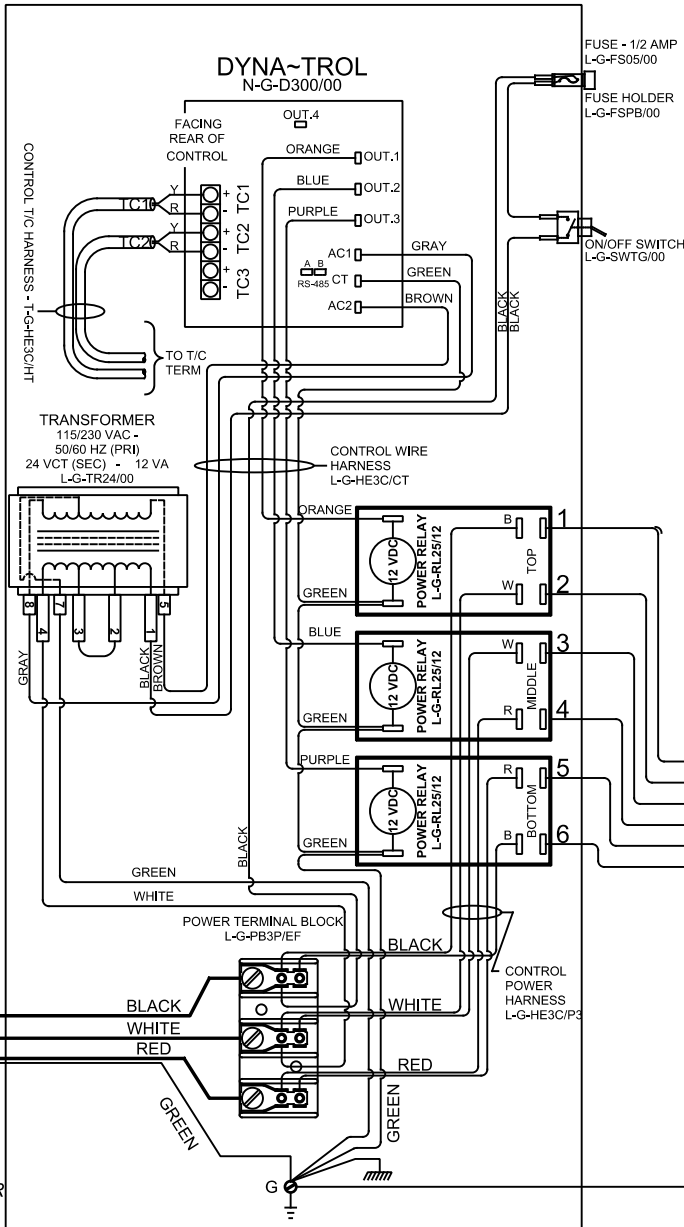 FUSE - 1/2 AMP
L-G-FS05/00
FUSE HOLDER
L-G-FSPB/00
DYNA~TROL
N-G-D300/00
OUT.4
FACING
REAR OF
CONTROL
ORANGE
OUT.1
BLUE
OUT.2
PURPLE
OUT.3
CONTROL T/C HARNESS - T-G-HE3C/HT
TC1
Y
R
+
-
TC1
TC2
Y
R
+
-
TC2
+
-
TC3
AC1
GRAY
A B
RS-485
CT
GREEN
AC2
BROWN
ON/OFF SWITCH
L-G-SWTG/00
BLACK
BLACK
TO T/C
TERM
TRANSFORMER
115/230 VAC -
50/60 HZ (PRI)
24 VCT (SEC) - 12 VA
L-G-TR24/00
CONTROL WIRE
HARNESS
L-G-HE3C/CT
8
4
7
3
2
1
5
GRAY
BLACK
BROWN
ORANGE
12 VDC
POWER RELAY
L-G-RL25/12
TOP
B
1
W
2
GREEN
BLUE
12 VDC
POWER RELAY
L-G-RL25/12
MIDDLE
W
3
R
4
GREEN
PURPLE
12 VDC
POWER RELAY
L-G-RL25/12
BOTTOM
R
5
B
6
GREEN
BLACK
GREEN
WHITE
POWER TERMINAL BLOCK
L-G-PB3P/EF
BLACK
CONTROL
POWER
HARNESS
L-G-HE3C/P3
BLACK
WHITE
WHITE
RED
RED
GREEN
GREEN
G
R